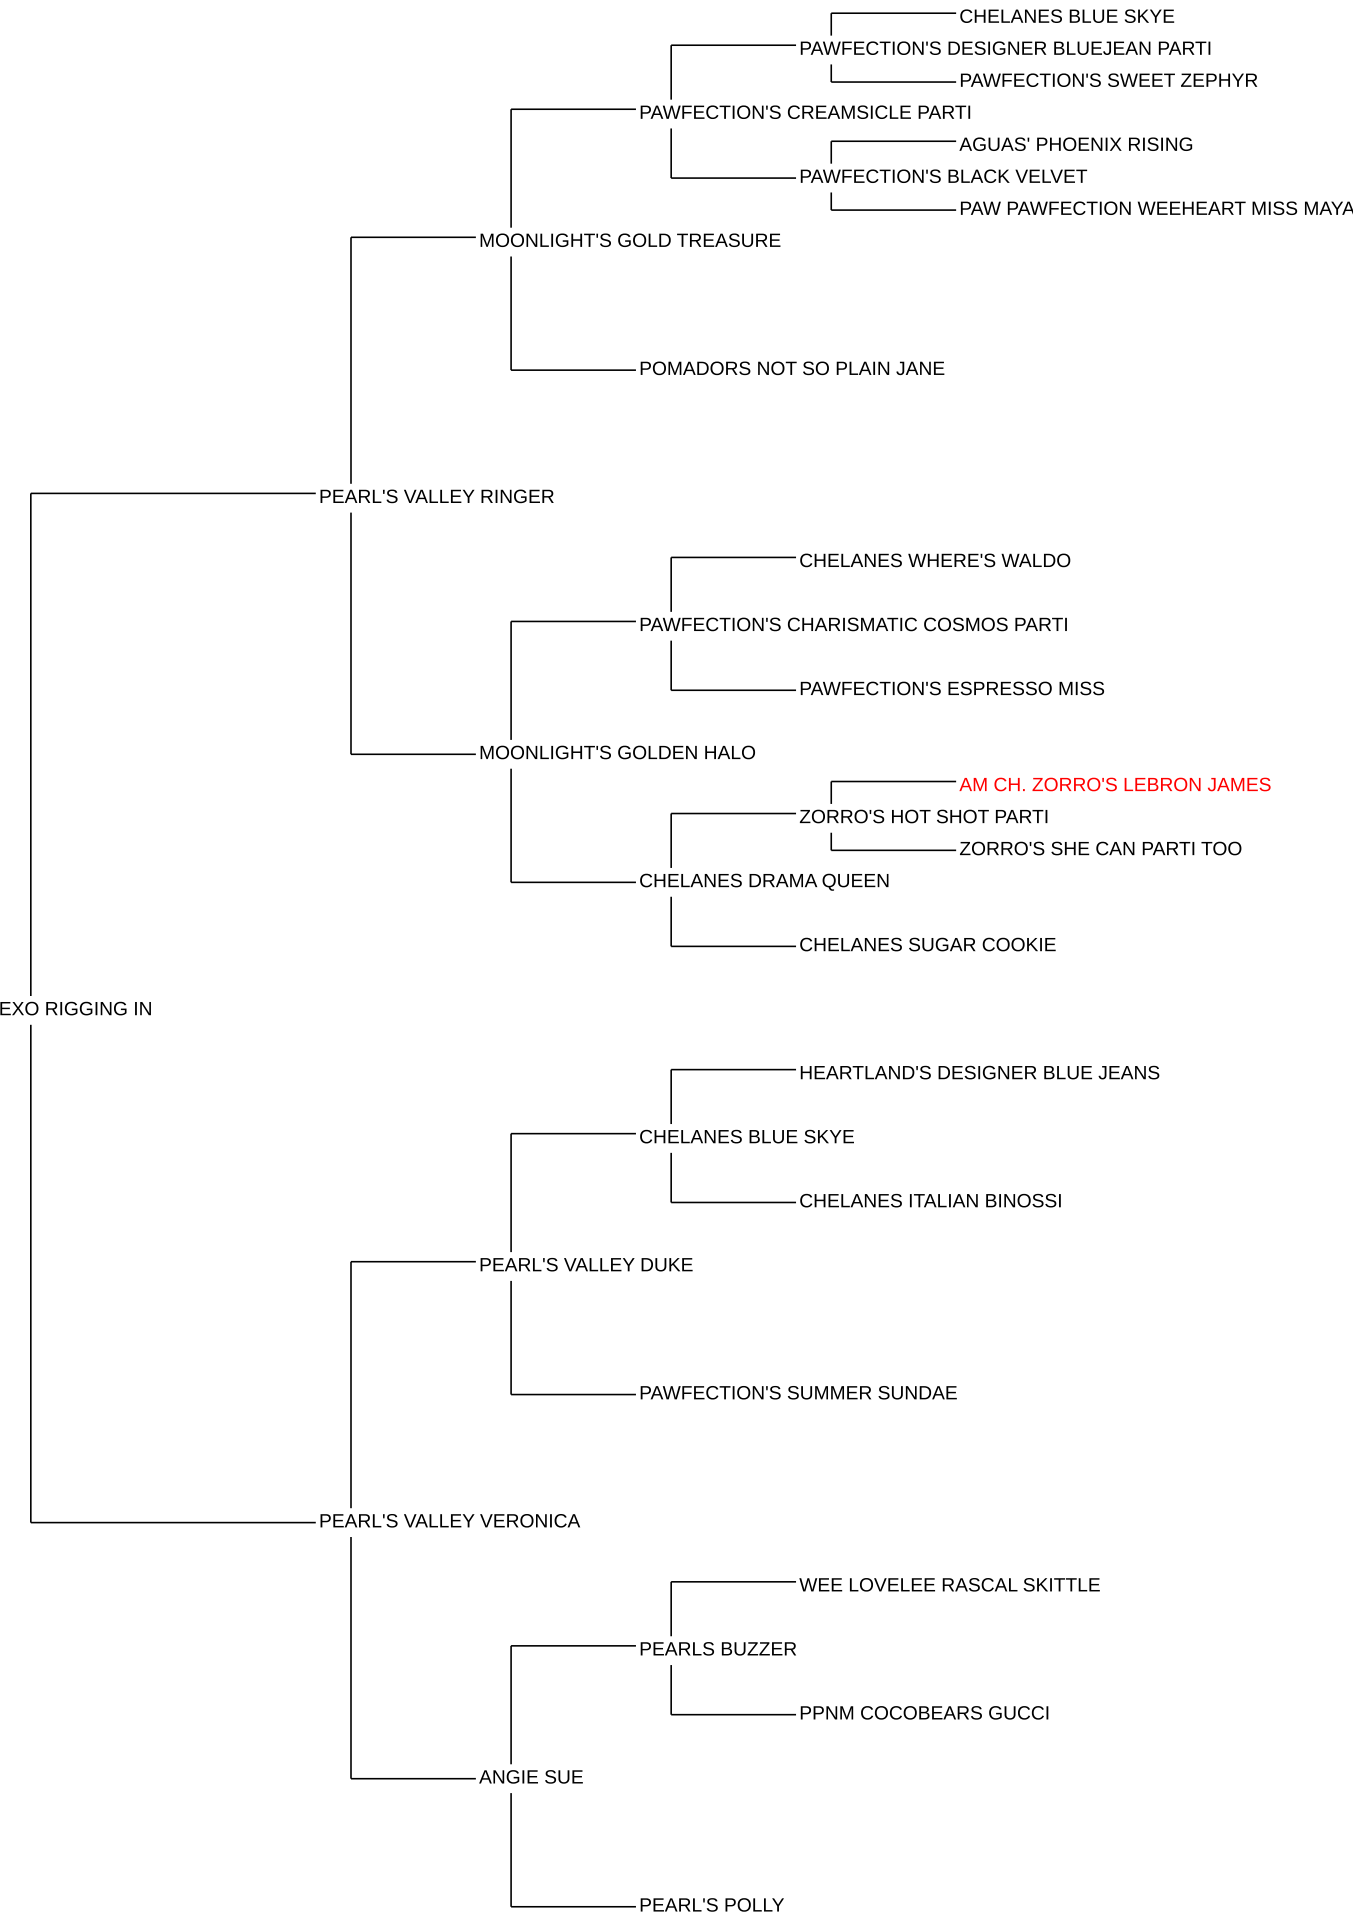 CHELANES BLUE SKYE
PAWFECTION'S DESIGNER BLUEJEAN PARTI
PAWFECTION'S SWEET ZEPHYR
PAWFECTION'S CREAMSICLE PARTI
AGUAS' PHOENIX RISING
PAWFECTION'S BLACK VELVET
PAW PAWFECTION WEEHEART MISS MAYA
MOONLIGHT'S GOLD TREASURE
POMADORS NOT SO PLAIN JANE
PEARL'S VALLEY RINGER
CHELANES WHERE'S WALDO
PAWFECTION'S CHARISMATIC COSMOS PARTI
PAWFECTION'S ESPRESSO MISS
MOONLIGHT'S GOLDEN HALO
AM CH. ZORRO'S LEBRON JAMES
ZORRO'S HOT SHOT PARTI
ZORRO'S SHE CAN PARTI TOO
CHELANES DRAMA QUEEN
CHELANES SUGAR COOKIE
EXO RIGGING IN
HEARTLAND'S DESIGNER BLUE JEANS
CHELANES BLUE SKYE
CHELANES ITALIAN BINOSSI
PEARL'S VALLEY DUKE
PAWFECTION'S SUMMER SUNDAE
PEARL'S VALLEY VERONICA
WEE LOVELEE RASCAL SKITTLE
PEARLS BUZZER
PPNM COCOBEARS GUCCI
ANGIE SUE
PEARL'S POLLY